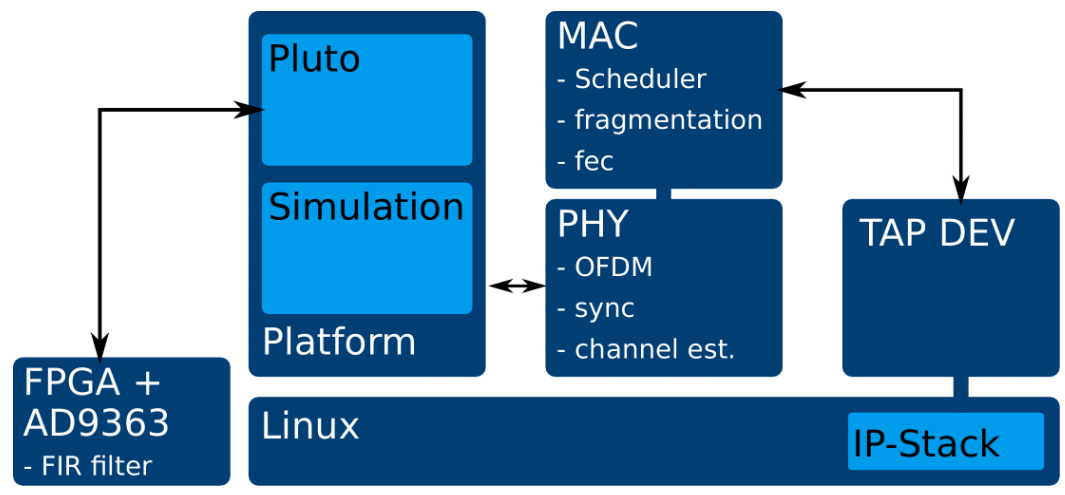 Pluto
Simulation
Platform
MAC
- Scheduler
- fragmentation
- fec
PHY
- OFDM
- sync
- channel est.
TAP DEV
FPGA +
AD9363
- FIR filter
Linux
IP-Stack